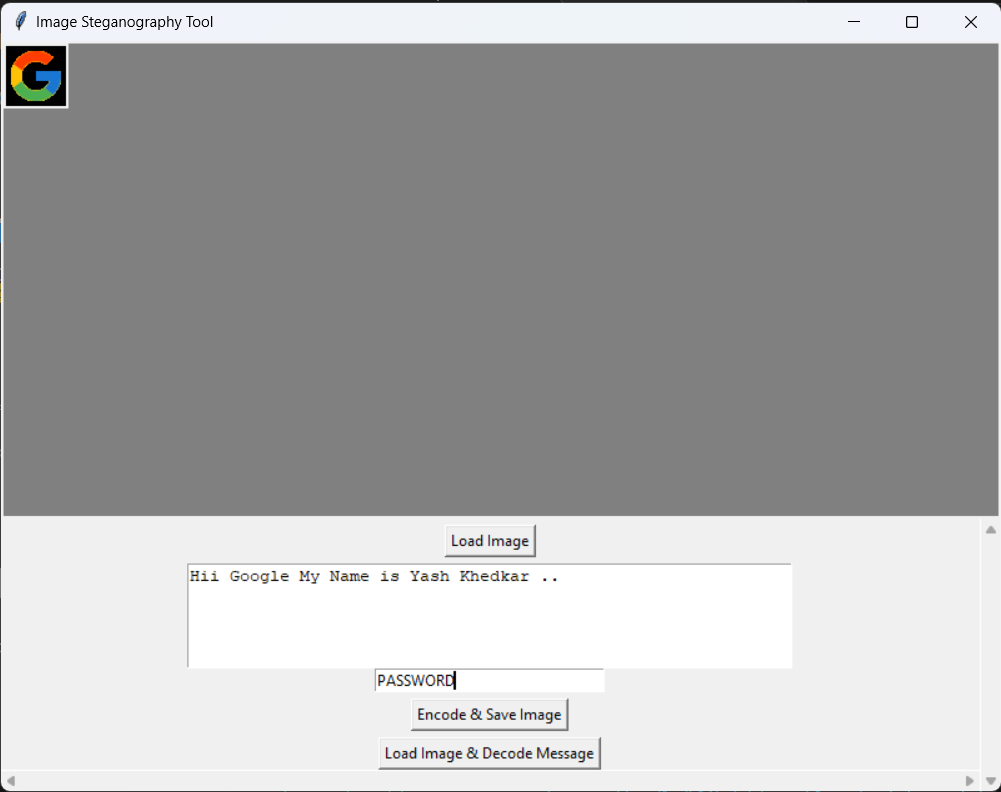 Image Steganography Tool
G
Load Image
Hii Google My Name is Yash Khedkar ..
PASSWORD
Encode & Save Image
Load Image & Decode Message